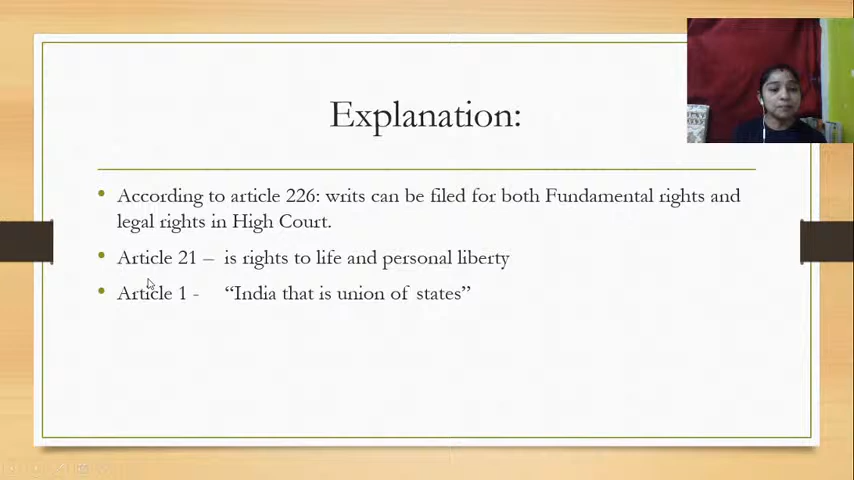 Explanation:
• According to article 226: writs can be filed for both Fundamental rights and
legal rights in High Court.
• Article 21 – is rights to life and personal liberty
• Article 1 - “India that is union of states”